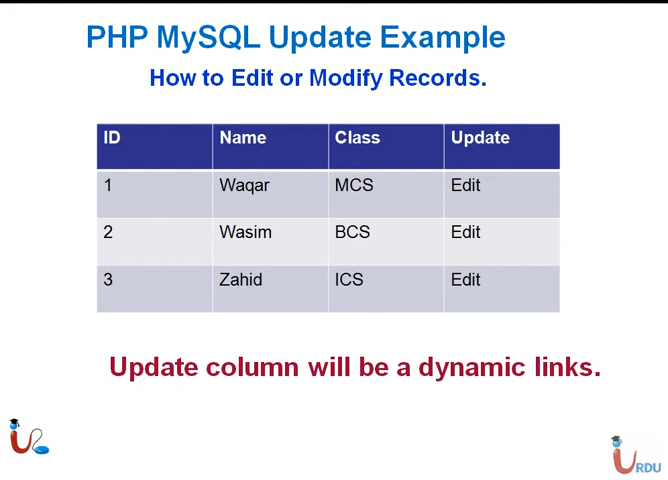 PHP MySQL Update Example
How to Edit or Modify Records.
ID Name Class Update
1 Waqar MCS Edit
2 Wasim BCS Edit
3 Zahid ICS Edit
Update column will be a dynamic links.
iURDU